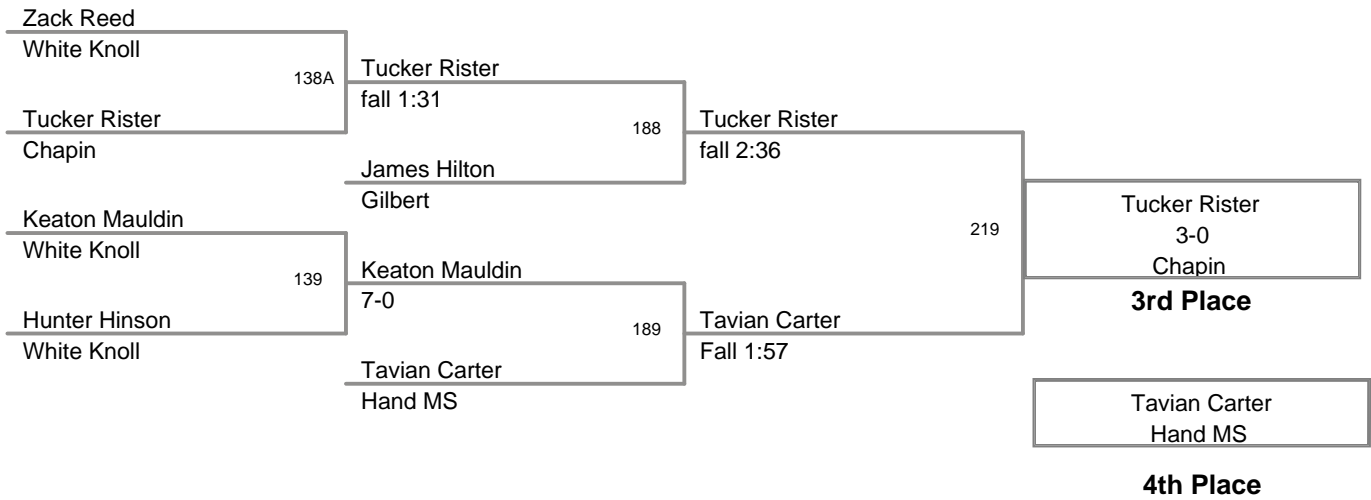 Zack Reed
White Knoll
138A
Tucker Rister
fall 1:31
Tucker Rister
Chapin
188
Tucker Rister
fall 2:36
James Hilton
Gilbert
Keaton Mauldin
White Knoll
219
Tucker Rister
3-0
Chapin
3rd Place
139
Keaton Mauldin
7-0
Hunter Hinson
White Knoll
189
Tavian Carter
Fall 1:57
Tavian Carter
Hand MS
Tavian Carter
Hand MS
4th Place